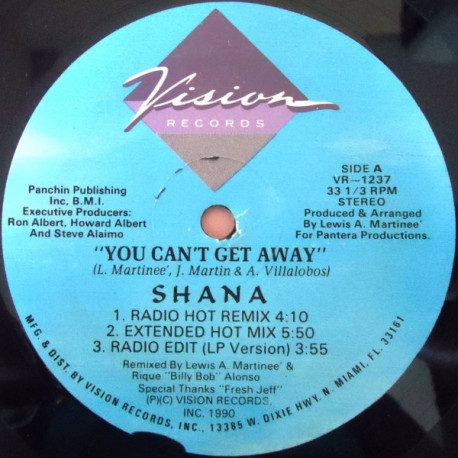 Vision
RECORDS
SIDE A
VR-1237
33 1/3 RPM
STEREO
Produced & Arranged
By Lewis A. Martinee'
For Pantera Productions.
Panchin Publishing
Inc, B.M.I.
Executive Producers:
Ron Albert, Howard Albert
And Steve Alaimo
"YOU CAN'T GET AWAY"
(L. Martinee', J. Martin & A. Villalobos)
SHANA
1. RADIO HOT REMIX 4:10
2. EXTENDED HOT MIX 5:50
3. RADIO EDIT (LP Version) 3:55
Remixed By Lewis A. Martinee' &
Rique "Billy Bob" Alonso
Special Thanks "Fresh Jeff"
(P)(C) VISION RECORDS,
INC. 1990
MFG. & DIST. BY VISION RECORDS, INC., 13385 W. DIXIE HWY. N. MIAMI, FL. 33161